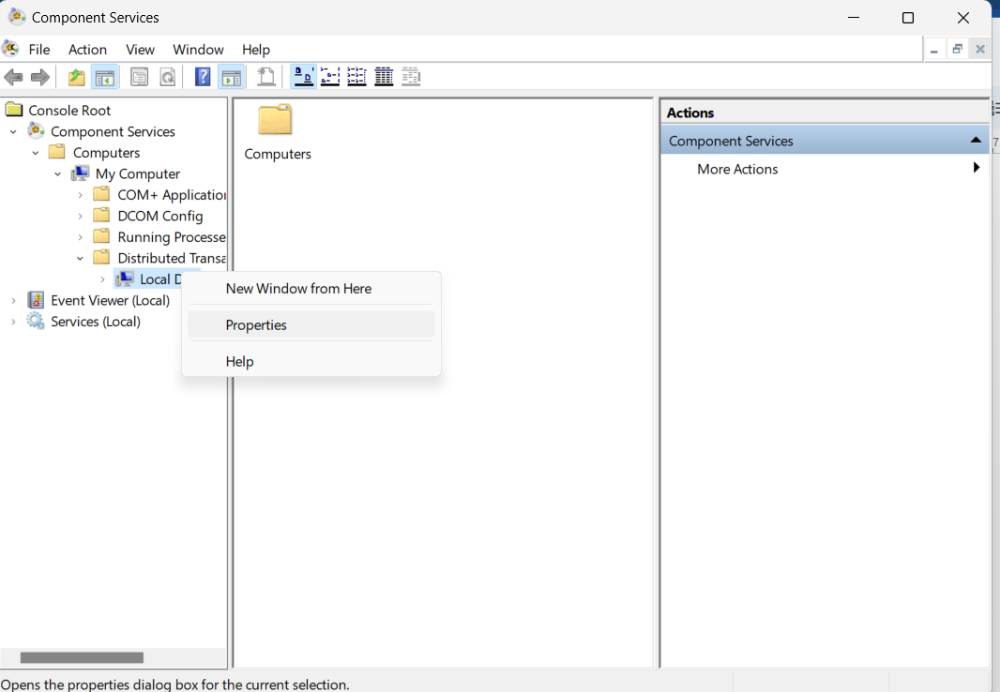 Component Services
File Action View Window Help
Console Root
Component Services
Computers
My Computer
COM+ Application
DCOM Config
Running Processe
Distributed Transa
Local D
Event Viewer (Local)
Services (Local)
New Window from Here
Properties
Help
Computers
Actions
Component Services
More Actions
7
Opens the properties dialog box for the current selection.